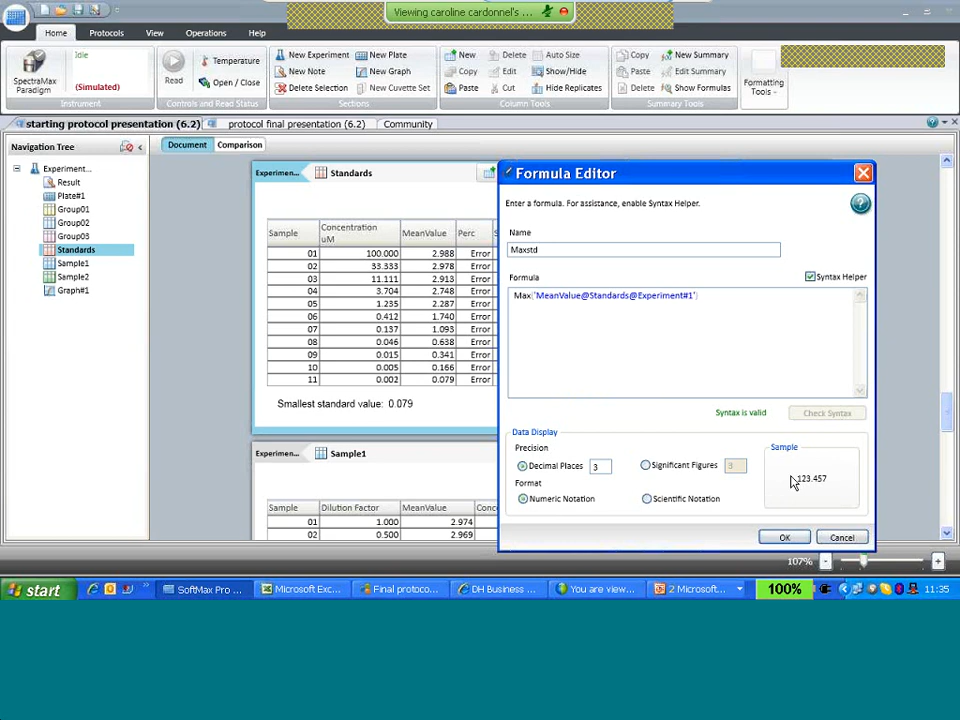 Viewing caroline cardonnel's ...
Home Protocols View Operations Help
Idle
(Simulated)
SpectraMax
Paradigm
Instrument
Read
Temperature
Open / Close
Controls and Read Status
New Experiment New Plate
New Note New Graph
Delete Selection New Cuvette Set
Sections
New Delete Auto Size
Copy Edit Show/Hide
Paste Cut Hide Replicates
Column Tools
Copy New Summary
Paste Edit Summary
Delete Show Formulas
Summary Tools
Formatting
Tools
starting protocol presentation (6.2) protocol final presentation (6.2) Community
Navigation Tree
Document Comparison
Experiment...
Result
Plate#1
Group01
Group02
Group03
Standards
Sample1
Sample2
Graph#1
Experimen... Standards
Sample Concentration uM MeanValue Perc
01 100.000 2.988 Error
02 33.333 2.978 Error
03 11.111 2.913 Error
04 3.704 2.748 Error
05 1.235 2.287 Error
06 0.412 1.740 Error
07 0.137 1.093 Error
08 0.046 0.638 Error
09 0.015 0.341 Error
10 0.005 0.166 Error
11 0.002 0.079 Error
Smallest standard value: 0.079
Experimen... Sample1
Sample Dilution Factor MeanValue Conce
01 1.000 2.974
02 0.500 2.969
Formula Editor
Enter a formula. For assistance, enable Syntax Helper.
Name
Maxstd
Formula Syntax Helper
Max('MeanValue@Standards@Experiment#1')
Syntax is valid Check Syntax
Data Display
Precision
Decimal Places 3 Significant Figures 3
Format
Numeric Notation Scientific Notation
Sample
123.457
OK Cancel
107%
start SoftMax Pro ... Microsoft Exc... Final protoco... DH Business ... You are view... 2 Microsoft... 100% 11:35